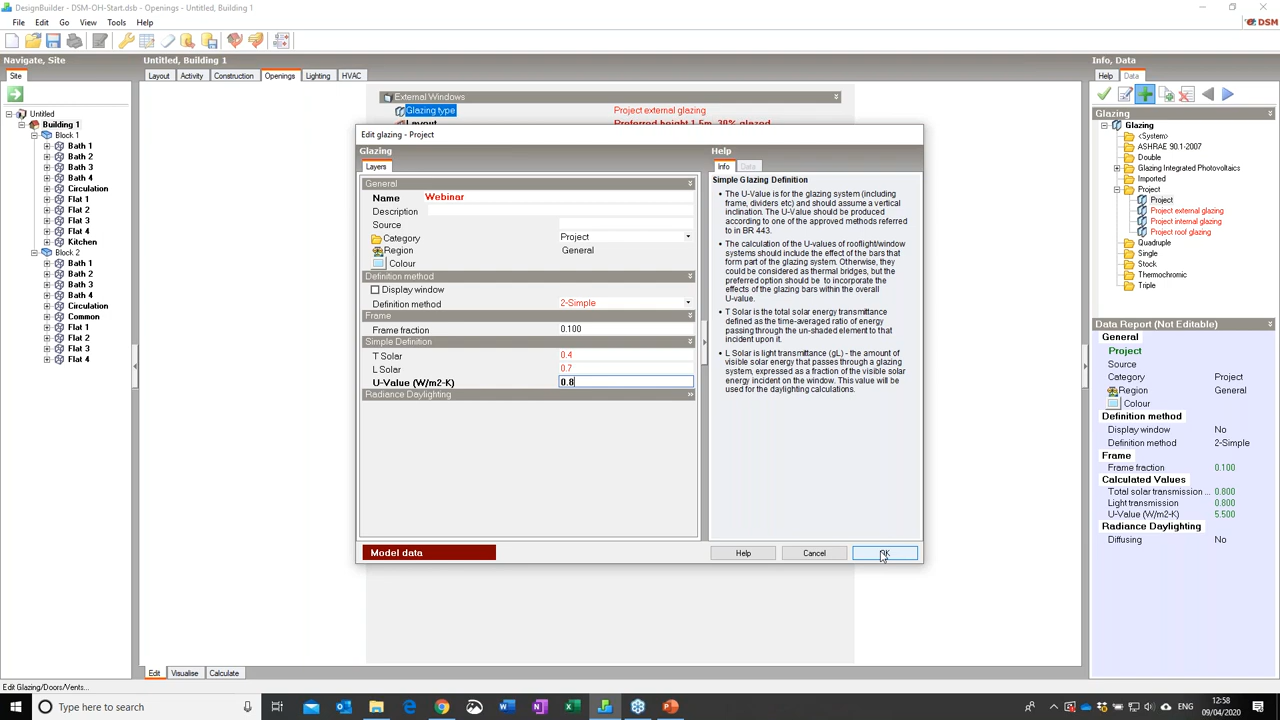 DesignBuilder - DSM-OH-Start.dsb - Openings - Untitled, Building 1
File Edit Go View Tools Help
DSM
Navigate, Site
Site
Untitled
Building 1
Block 1
Bath 1
Bath 2
Bath 3
Bath 4
Circulation
Flat 1
Flat 2
Flat 3
Flat 4
Kitchen
Block 2
Bath 1
Bath 2
Bath 3
Bath 4
Circulation
Common
Flat 1
Flat 2
Flat 3
Flat 4
Untitled, Building 1
Layout Activity Construction Openings Lighting HVAC
External Windows
Glazing type Project external glazing
Layout Preferred height 1.5m, 30% glazed
Edit glazing - Project
Glazing
Layers
General
Name Webinar
Description
Source
Category Project
Region General
Colour
Definition method
Display window
Definition method 2-Simple
Frame
Frame fraction 0.100
Simple Definition
T Solar 0.4
L Solar 0.7
U-Value (W/m2-K) 0.8
Radiance Daylighting
Model data
Help
Info Data
Simple Glazing Definition
• The U-Value is for the glazing system (including
frame, dividers etc) and should assume a vertical
inclination. The U-Value should be produced
according to one of the approved methods referred
to in BR 443.
• The calculation of the U-values of rooflight/window
systems should include the effect of the bars that
form part of the glazing system. Otherwise, they
could be considered as thermal bridges, but the
preferred option should be to incorporate the
effects of the glazing bars within the overall
U-value.
• T Solar is the total solar energy transmittance
defined as the time-averaged ratio of energy
passing through the un-shaded element to that
incident upon it.
• L Solar is light transmittance (gL) - the amount of
visible solar energy that passes through a glazing
system, expressed as a fraction of the visible solar
energy incident on the window. This value will be
used for the daylighting calculations.
Help Cancel OK
Edit Visualise Calculate
Info, Data
Help Data
Glazing
Glazing
<System>
ASHRAE 90.1-2007
Double
Glazing Integrated Photovoltaics
Imported
Project
Project
Project external glazing
Project internal glazing
Project roof glazing
Quadruple
Single
Stock
Thermochromic
Triple
Data Report (Not Editable)
General
Project
Source
Category Project
Region General
Colour
Definition method
Display window No
Definition method 2-Simple
Frame
Frame fraction 0.100
Calculated Values
Total solar transmission ... 0.800
Light transmission 0.800
U-Value (W/m2-K) 5.500
Radiance Daylighting
Diffusing No
Edit Glazing/Doors/Vents...
Type here to search
ENG
12:58
09/04/2020